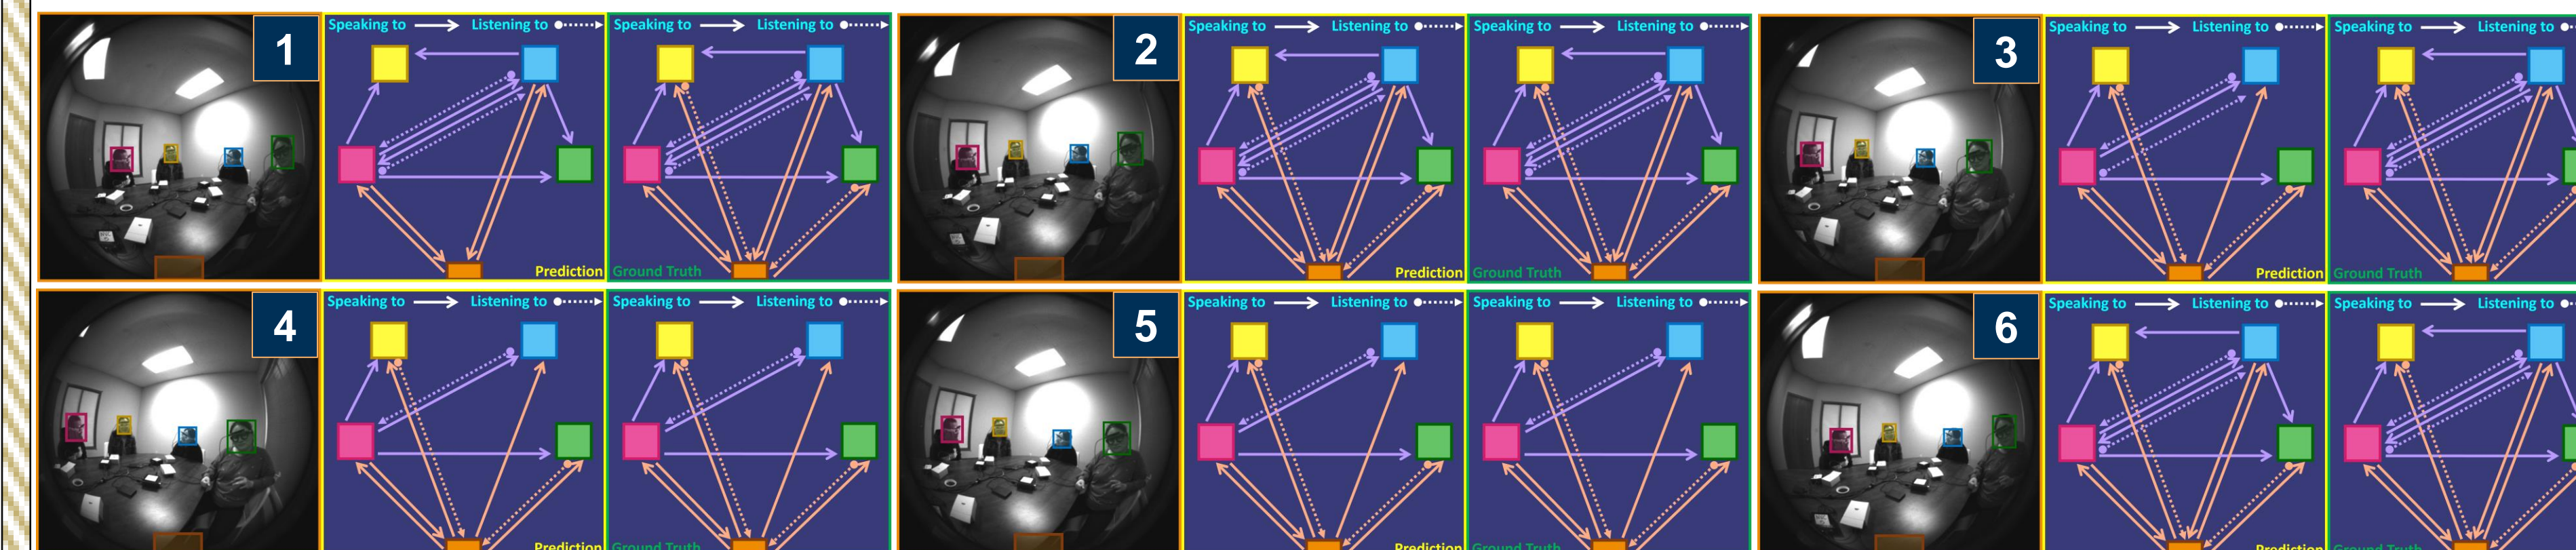 1
Speaking to Listening to
Prediction
Speaking to Listening to
Ground Truth
2
Speaking to Listening to
Prediction
Speaking to Listening to
Ground Truth
3
Speaking to Listening to
Prediction
Speaking to Listening to
Ground Truth
4
Speaking to Listening to
Prediction
Speaking to Listening to
Ground Truth
5
Speaking to Listening to
Prediction
Speaking to Listening to
Ground Truth
6
Speaking to Listening to
Prediction
Speaking to Listening to
Ground Truth